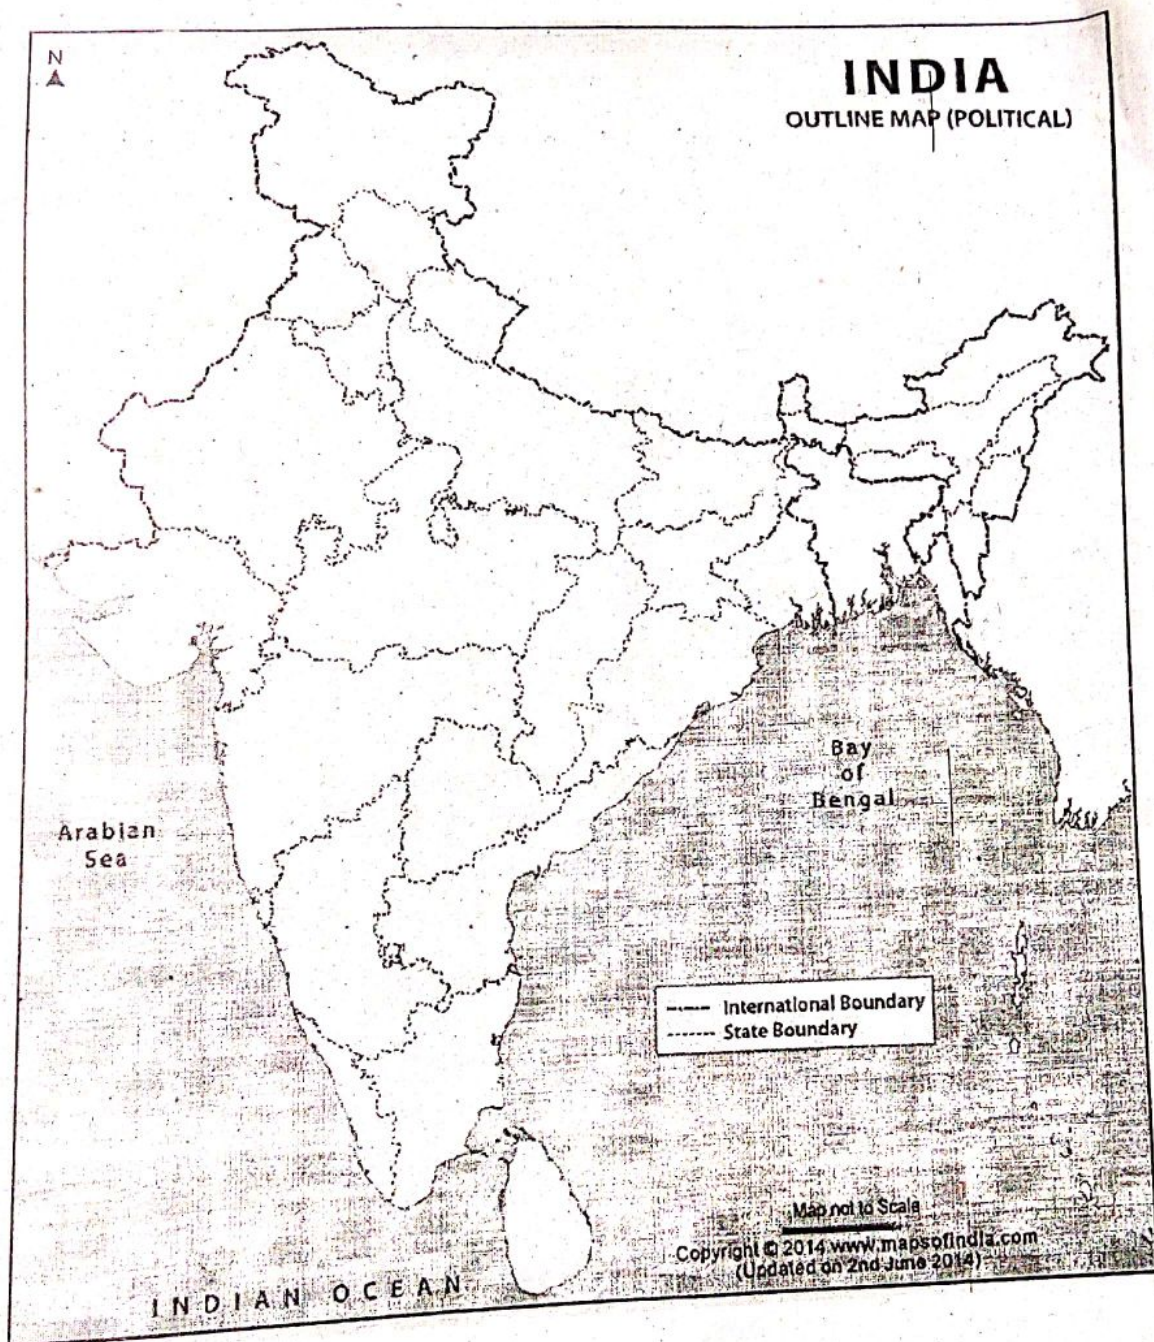 N
INDIA
OUTLINE MAP (POLITICAL)
Bay
of
Bengal
Arabian
Sea
International Boundary
State Boundary
Map not to Scale
Copyright © 2014 www.mapsofindia.com
(Updated on 2nd June 2014)
INDIAN OCEAN